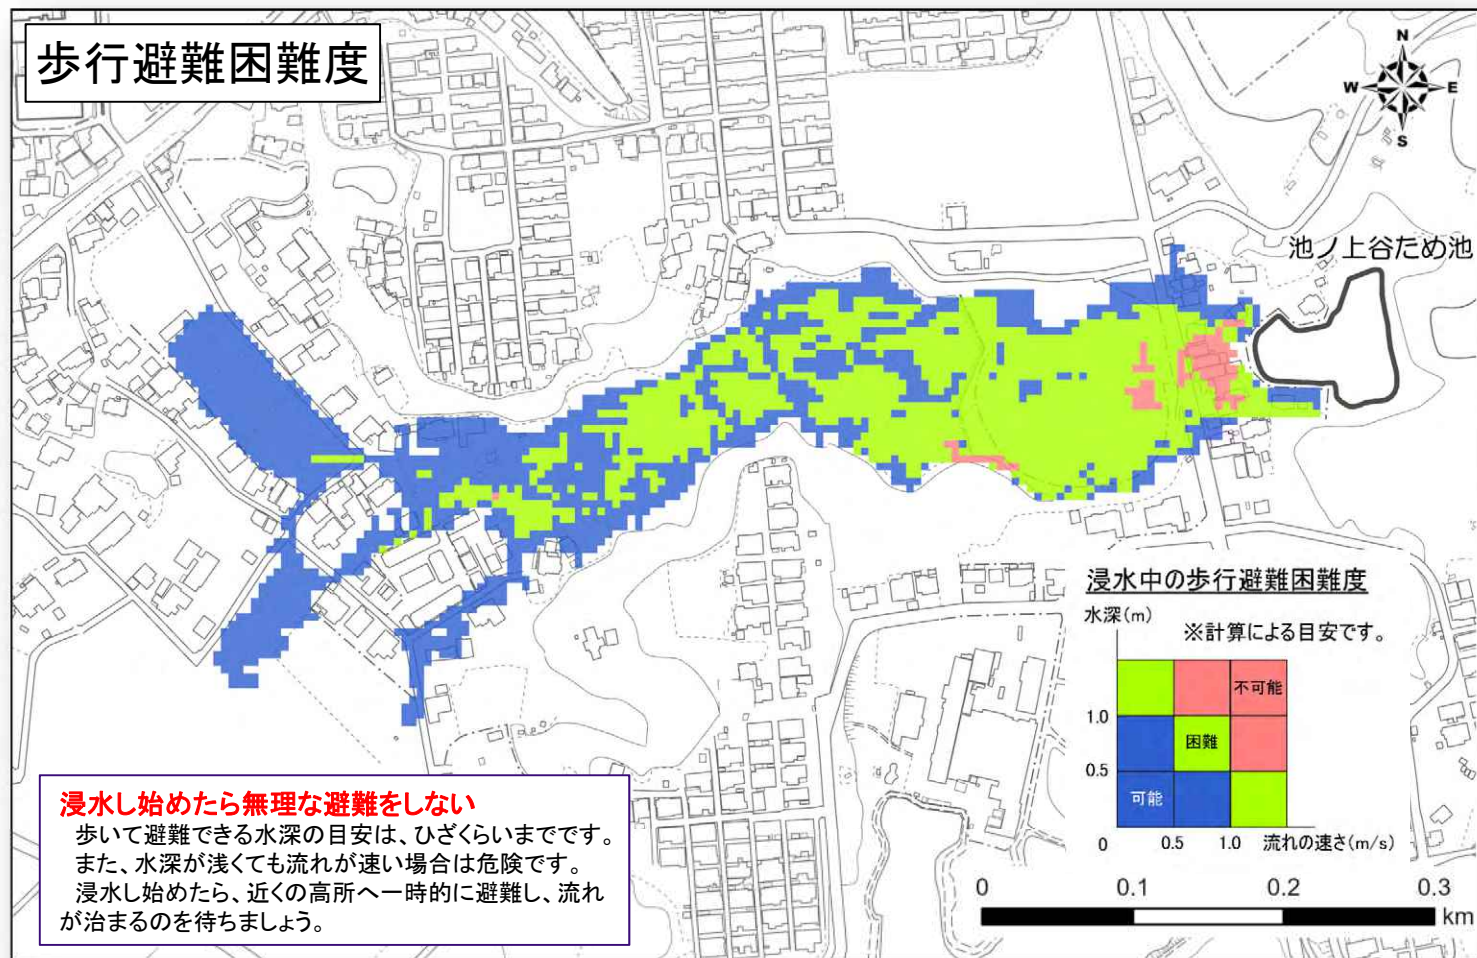 歩行避難困難度
N
W
E
S
池ノ上谷ため池
浸水中の歩行避難困難度
水深(m)
※計算による目安です。
不可能
1.0
困難
0.5
可能
0
0.5
1.0
流れの速さ(m/s)
浸水し始めたら無理な避難をしない
歩いて避難できる水深の目安は、ひざくらいまでです。
また、水深が浅くても流れが速い場合は危険です。
浸水し始めたら、近くの高所へ一時的に避難し、流れ
が治まるのを待ちましょう。
0
0.1
0.2
0.3
km